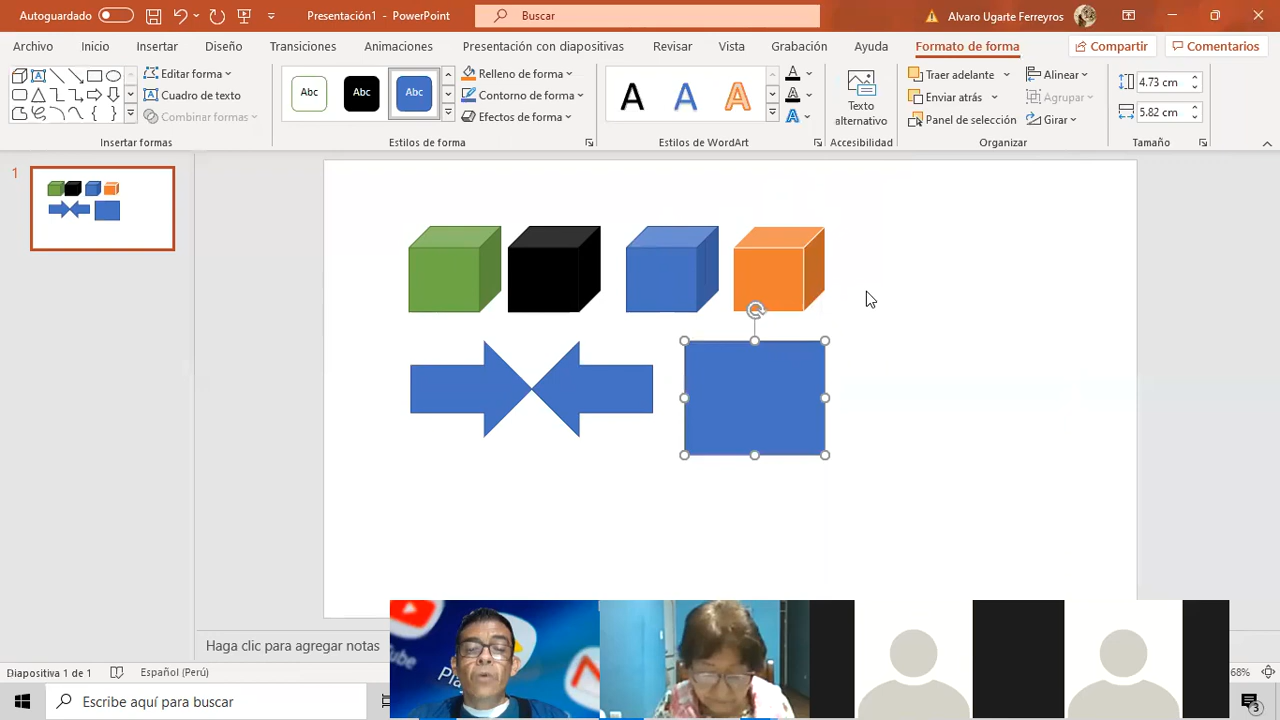 Autoguardado
Presentación1 - PowerPoint
Buscar
Alvaro Ugarte Ferreyros
Archivo Inicio Insertar Diseño Transiciones Animaciones Presentación con diapositivas Revisar Vista Grabación Ayuda Formato de forma Compartir Comentarios
Editar forma
Cuadro de texto
Combinar formas
Insertar formas
Abc Abc Abc
Relleno de forma
Contorno de forma
Efectos de forma
Estilos de forma
A A A
A
A
A
Estilos de WordArt
Texto
alternativo
Accesibilidad
Traer adelante
Enviar atrás
Panel de selección
Alinear
Agrupar
Girar
Organizar
4.73 cm
5.82 cm
Tamaño
1
Haga clic para agregar notas
Diapositiva 1 de 1
Español (Perú)
68%
Escribe aquí para buscar
3